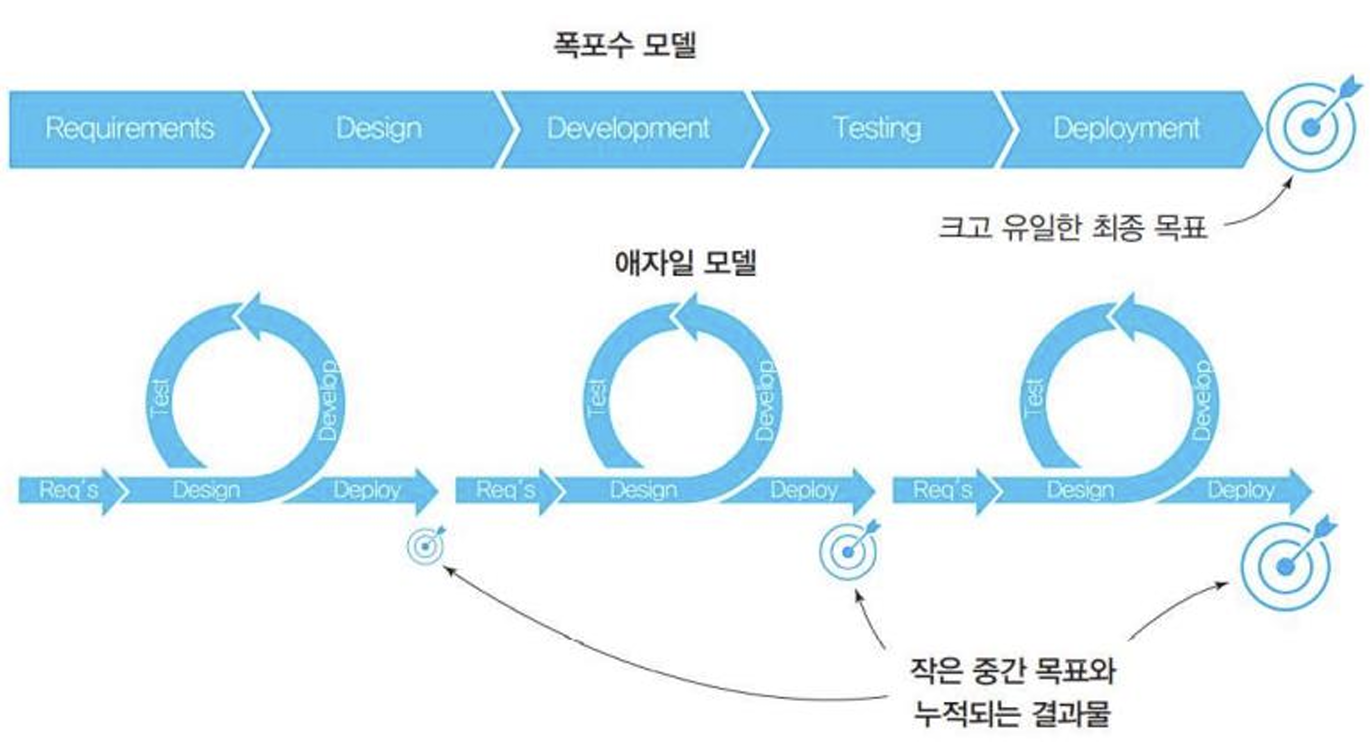 폭포수 모델
Requirements
Design
Development
Testing
Deployment
크고 유일한 최종 목표
애자일 모델
Test
Develop
Req's
Design
Deploy
Test
Develop
Req's
Design
Deploy
Test
Develop
Req's
Design
Deploy
작은 중간 목표와
누적되는 결과물